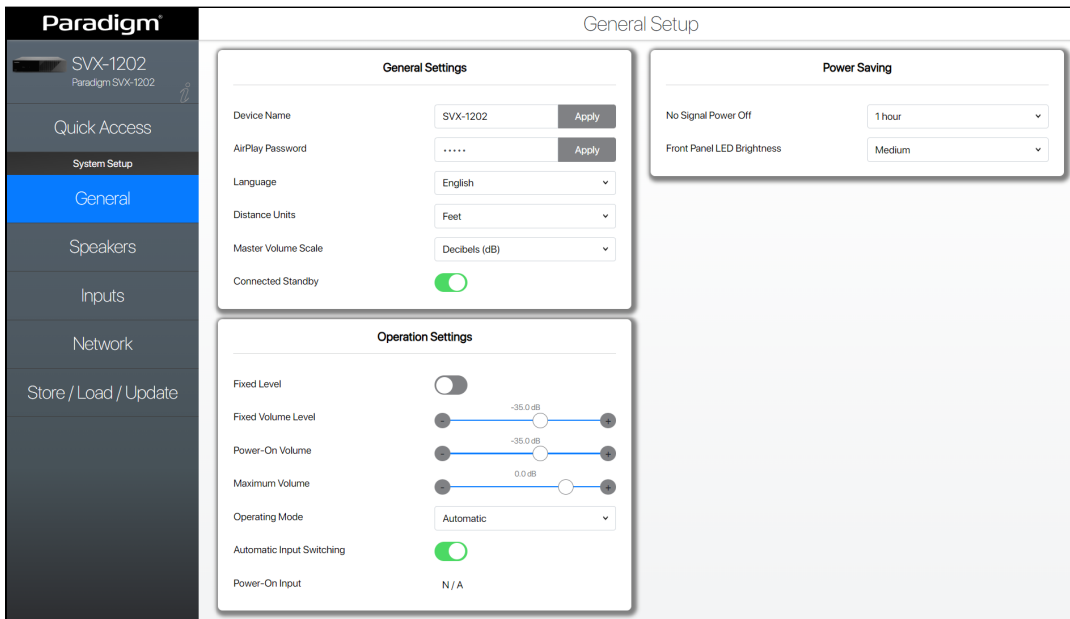 Paradigm®
General Setup
SVX-1202
Paradigm SVX-1202
i
Quick Access
System Setup
General
Speakers
Inputs
Network
Store / Load / Update
General Settings
Device Name SVX-1202 Apply
AirPlay Password ••••• Apply
Language English
Distance Units Feet
Master Volume Scale Decibels (dB)
Connected Standby
Operation Settings
Fixed Level
-35.0 dB
Fixed Volume Level - +
-35.0 dB
Power-On Volume - +
0.0 dB
Maximum Volume - +
Operating Mode Automatic
Automatic Input Switching
Power-On Input N / A
Power Saving
No Signal Power Off 1 hour
Front Panel LED Brightness Medium